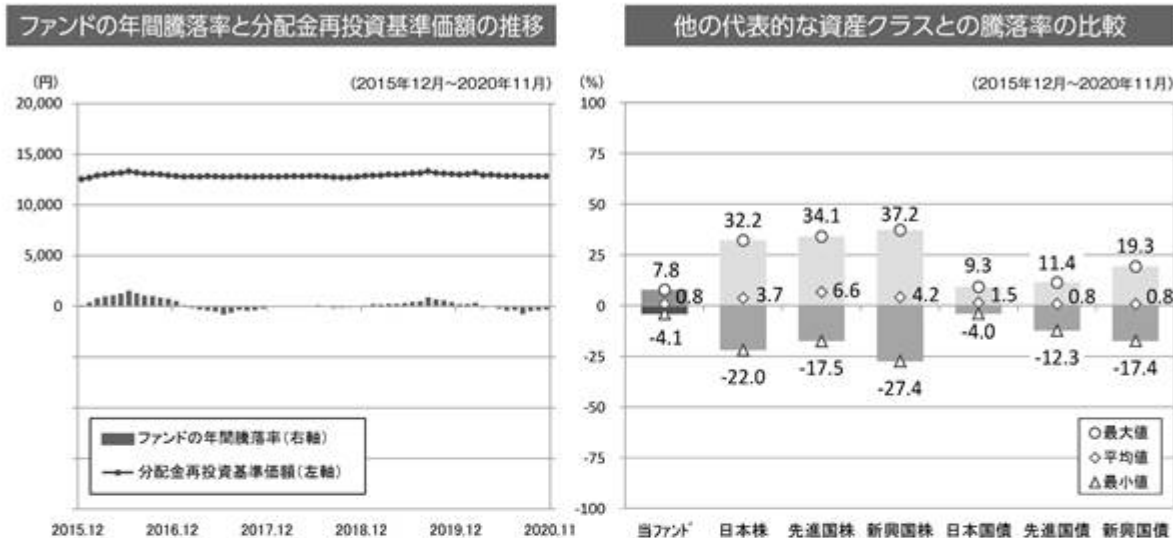 ファンドの年間騰落率と分配金再投資基準価額の推移
(円)
(2015年12月～2020年11月)
20,000
15,000
10,000
5,000
0
ファンドの年間騰落率(右軸)
分配金再投資基準価額(左軸)
2015.12 2016.12 2017.12 2018.12 2019.12 2020.11
他の代表的な資産クラスとの騰落率の比較
(%)
(2015年12月～2020年11月)
100
75
50
25
0
-25
-50
-75
-100
7.8 32.2 34.1 37.2 9.3 11.4 19.3
0.8 3.7 6.6 4.2 1.5 0.8 0.8
-4.1 -22.0 -17.5 -27.4 -4.0 -12.3 -17.4
最大値
平均値
最小値
当ファンド 日本株 先進国株 新興国株 日本国債 先進国債 新興国債